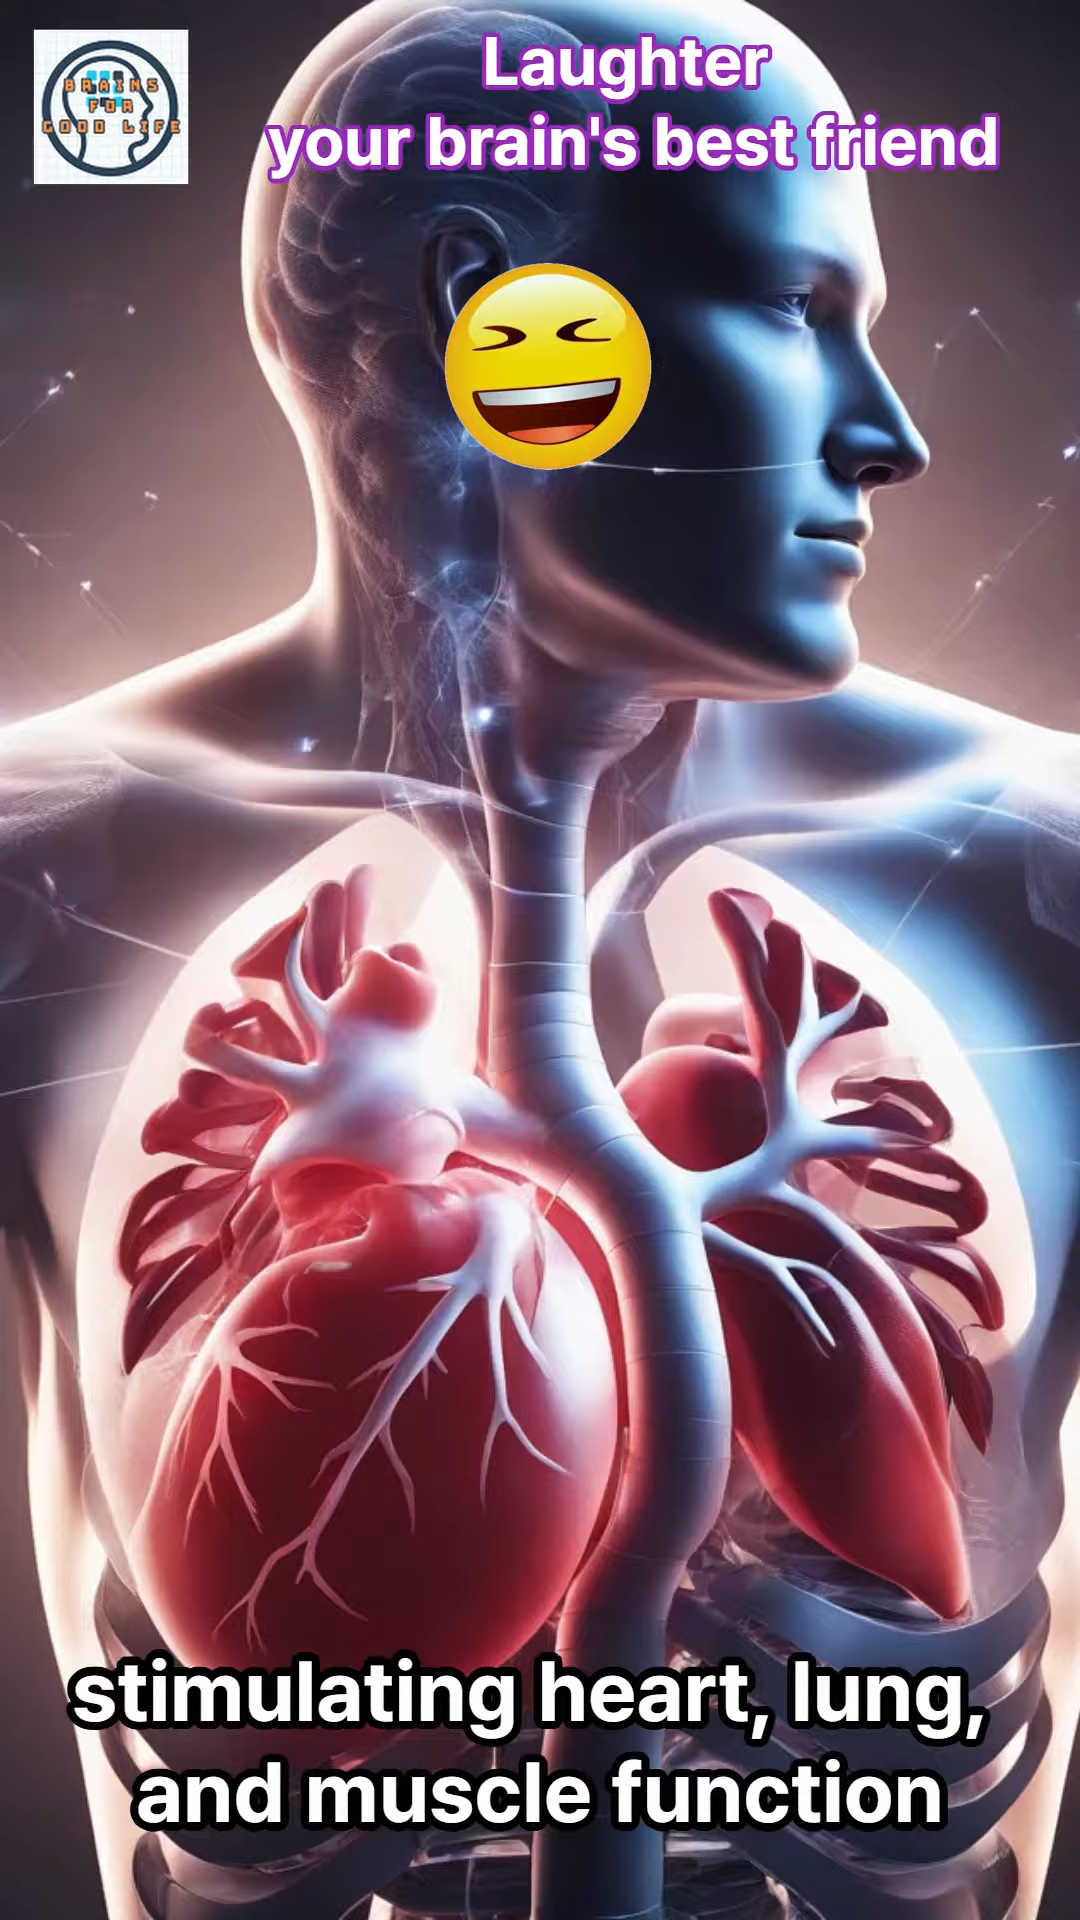 BRAINS
FOR
GOOD LIFE
Laughter
your brain's best friend
stimulating heart, lung,
and muscle function